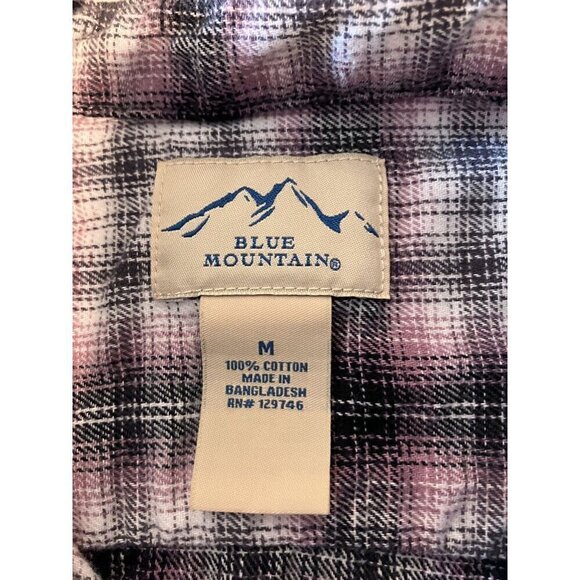 BLUE
MOUNTAIN®
M
100% COTTON
MADE IN
BANGLADESH
RN# 129746